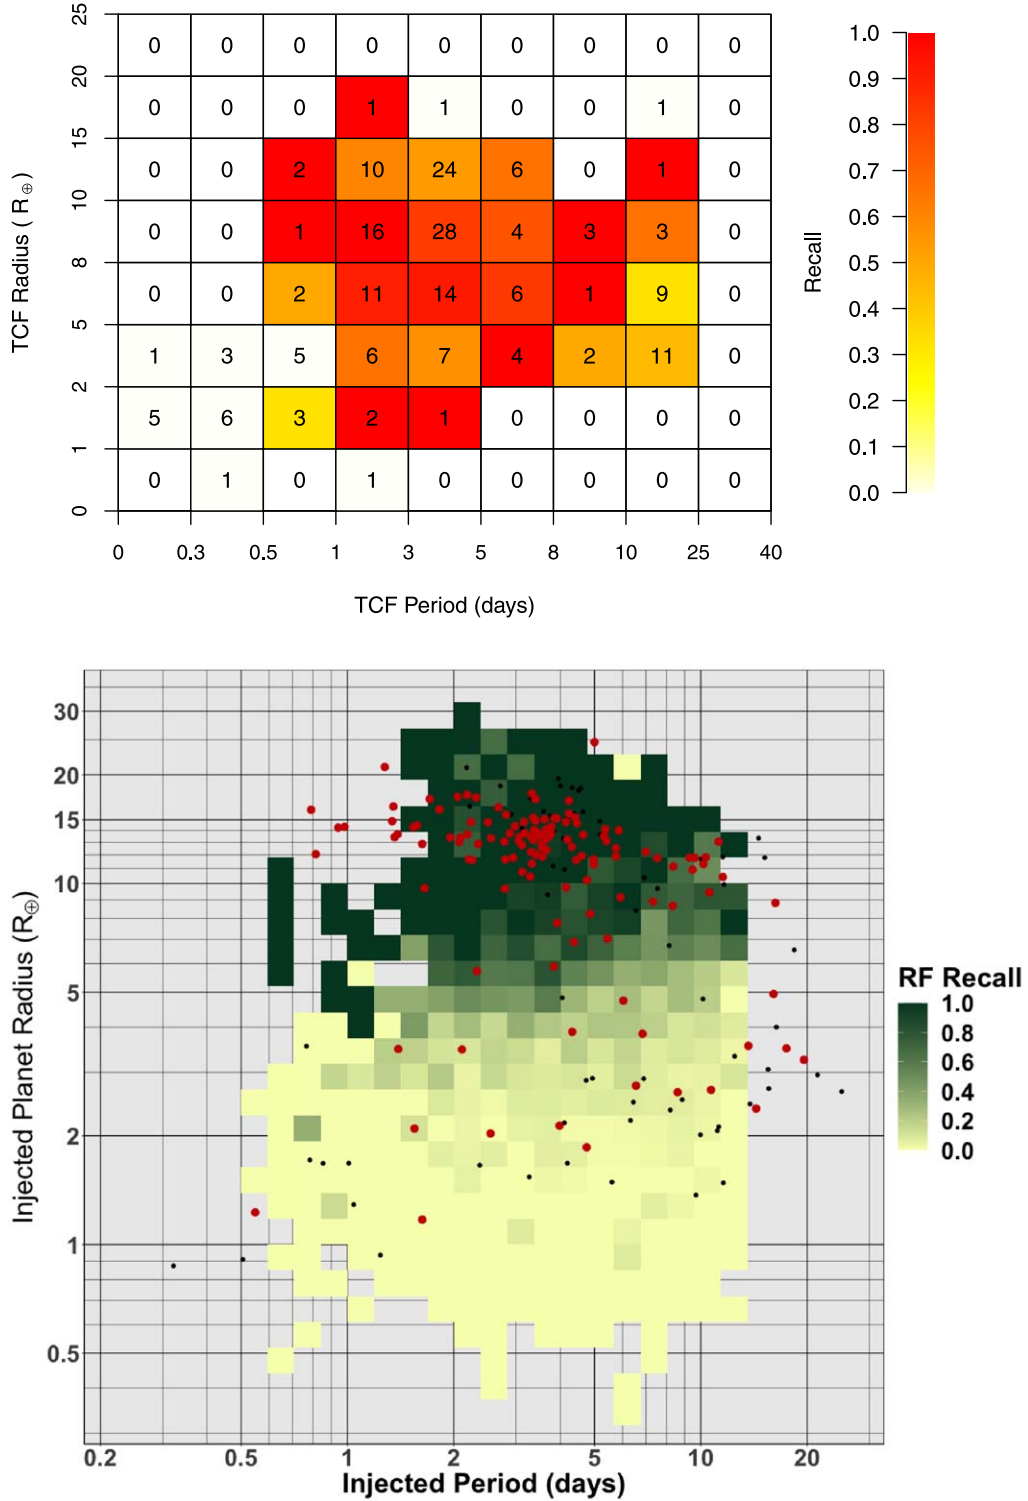 25
0 0 0 0 0 0 0 0 0
20
0 0 0 1 1 0 0 1 0
15
0 0 2 10 24 6 0 1 0
10
0 0 1 16 28 4 3 3 0
8
0 0 2 11 14 6 1 9 0
5
1 3 5 6 7 4 2 11 0
2
5 6 3 2 1 0 0 0 0
1
0 1 0 1 0 0 0 0 0
0
0 0.3 0.5 1 3 5 8 10 25 40
TCF Period (days)
TCF Radius ( R⊕)
Recall
1.0
0.9
0.8
0.7
0.6
0.5
0.4
0.3
0.2
0.1
0.0
Injected Planet Radius (R⊕)
30
20
15
10
5
2
1
0.5
0.2 0.5 1 2 5 10 20
Injected Period (days)
RF Recall
1.0
0.8
0.6
0.4
0.2
0.0